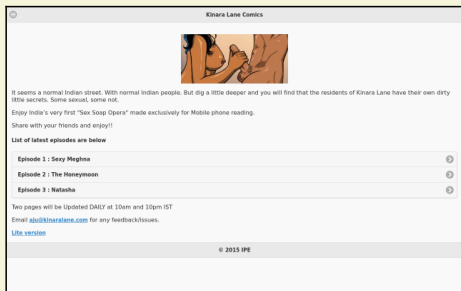 Kinara Lane Comics
It seems a normal Indian street. With normal Indian people. But dig a little deeper and you will find that the residents of Kinara Lane have their own dirty
little secrets. Some sexual, some not.
Enjoy India's very first "Sex Soap Opera" made exclusively for Mobile phone reading.
Share with your friends and enjoy!!
List of latest episodes are below
Episode 1 : Sexy Meghna
Episode 2 : The Honeymoon
Episode 3 : Natasha
Two pages will be Updated DAILY at 10am and 10pm IST
Email aju@kinaralane.com for any feedback/issues.
Lite version
© 2015 IPE